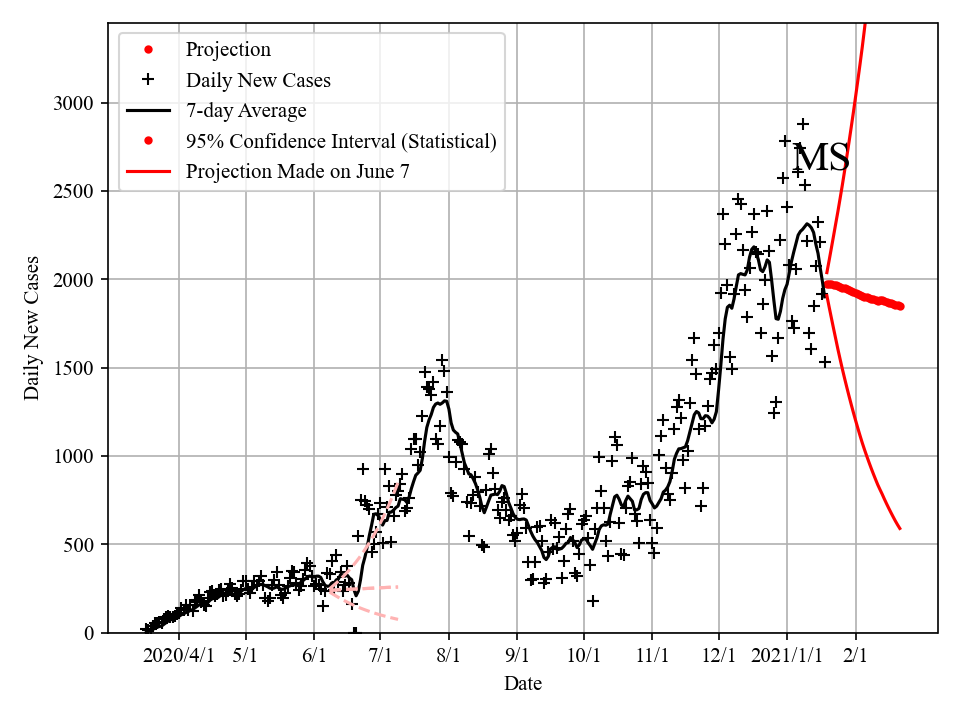 Projection
Daily New Cases
7-day Average
95% Confidence Interval (Statistical)
Projection Made on June 7
MS
Daily New Cases
3000
2500
2000
1500
1000
500
0
2020/4/1 5/1 6/1 7/1 8/1 9/1 10/1 11/1 12/1 2021/1/1 2/1
Date